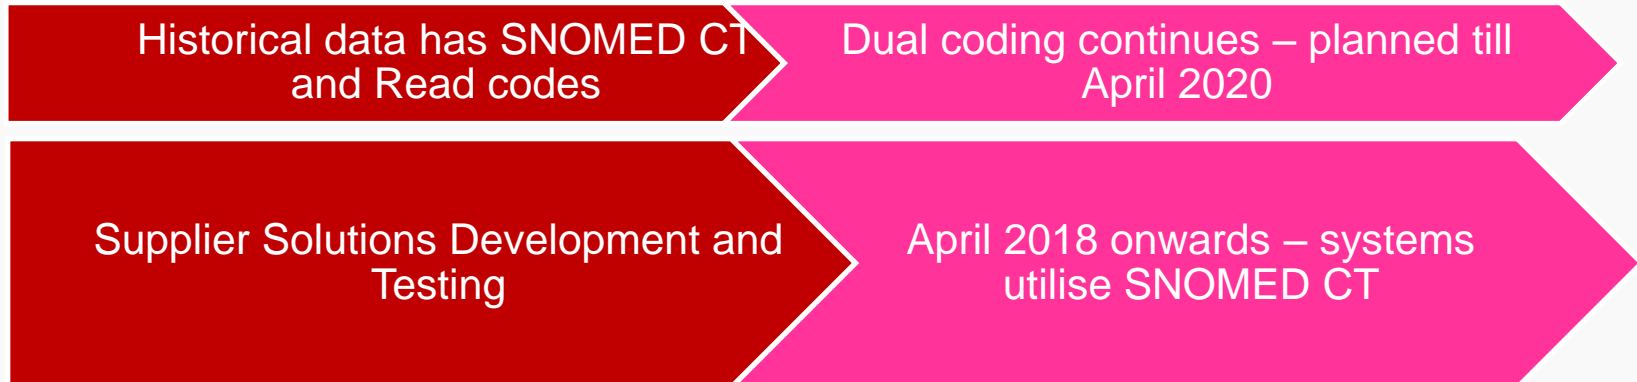 Historical data has SNOMED CT
and Read codes
Dual coding continues – planned till
April 2020
Supplier Solutions Development and
Testing
April 2018 onwards – systems
utilise SNOMED CT